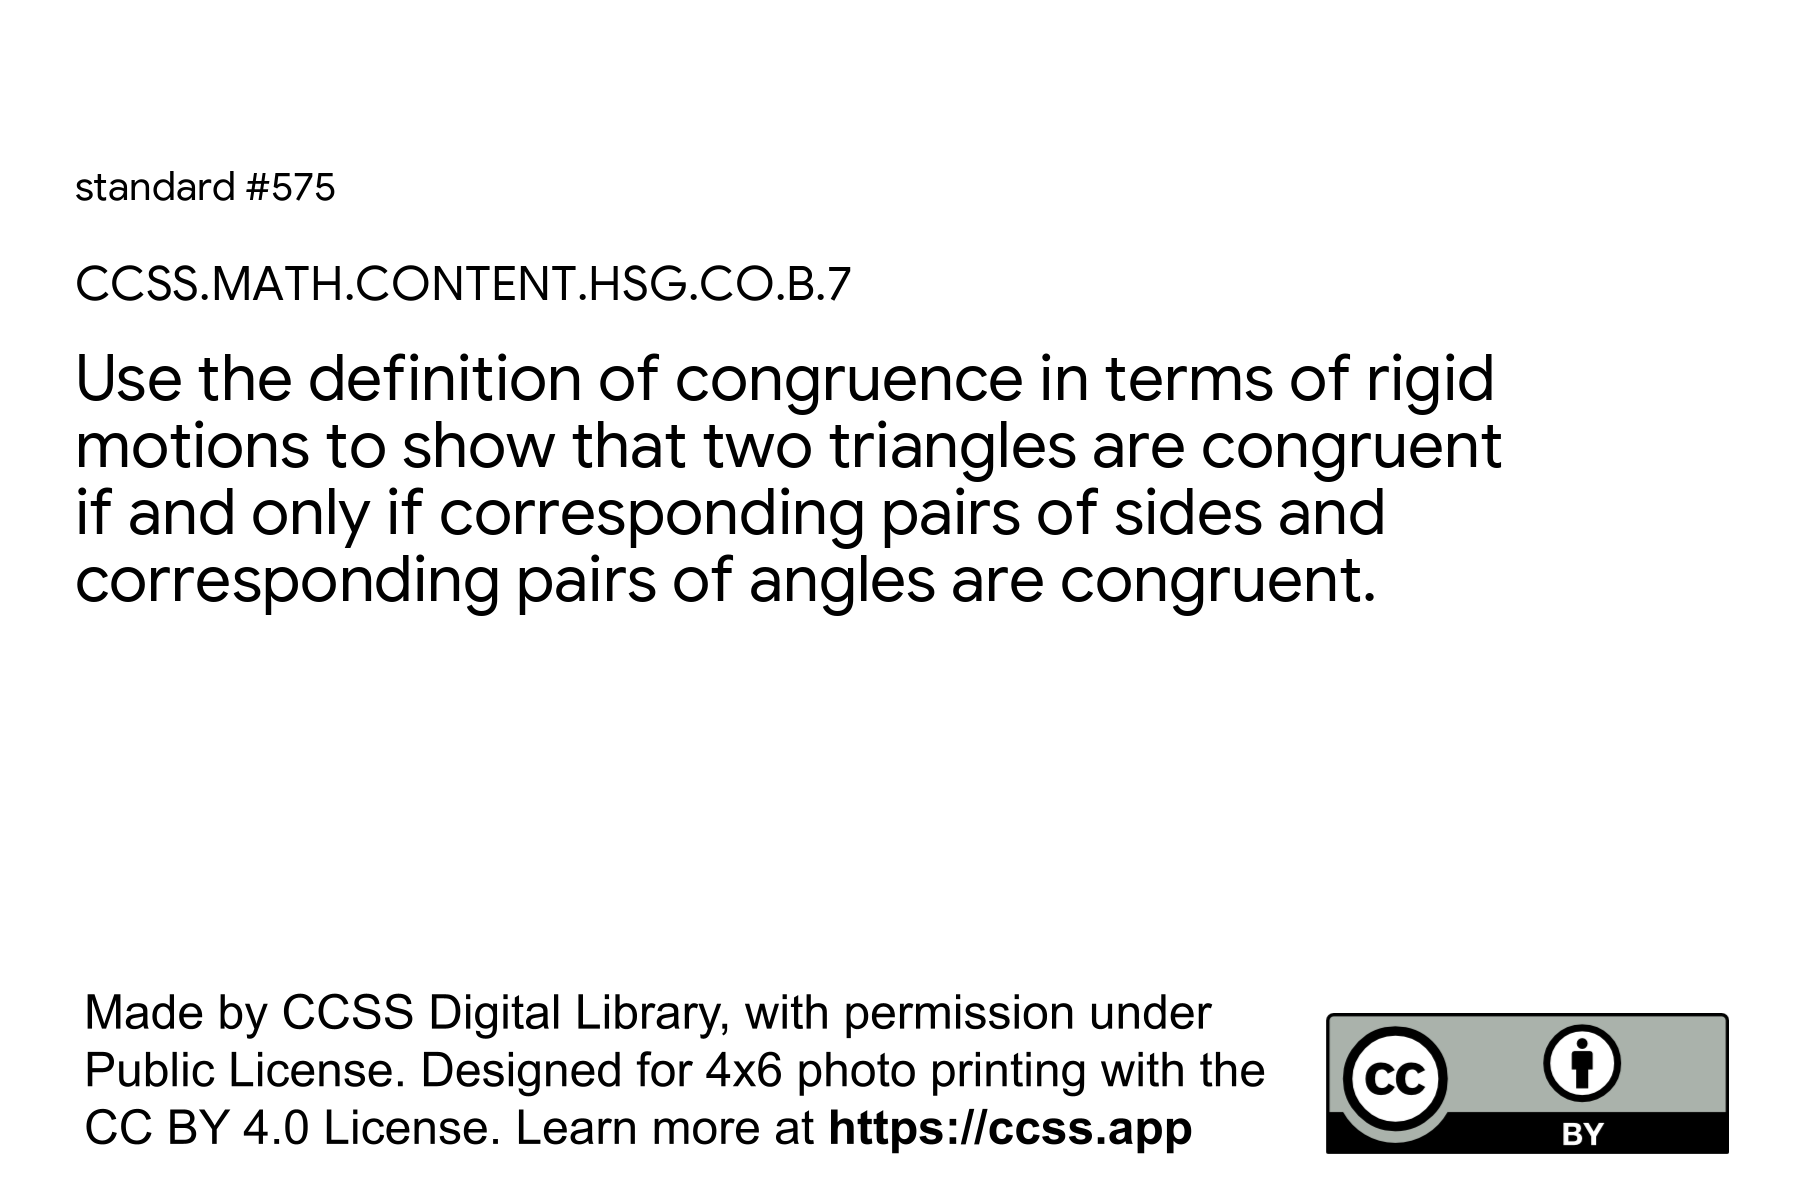 standard #575
CCSS.MATH.CONTENT.HSG.CO.B.7
Use the definition of congruence in terms of rigid
motions to show that two triangles are congruent
if and only if corresponding pairs of sides and
corresponding pairs of angles are congruent.
Made by CCSS Digital Library, with permission under
Public License. Designed for 4x6 photo printing with the
CC BY 4.0 License. Learn more at https://ccss.app
CC
BY